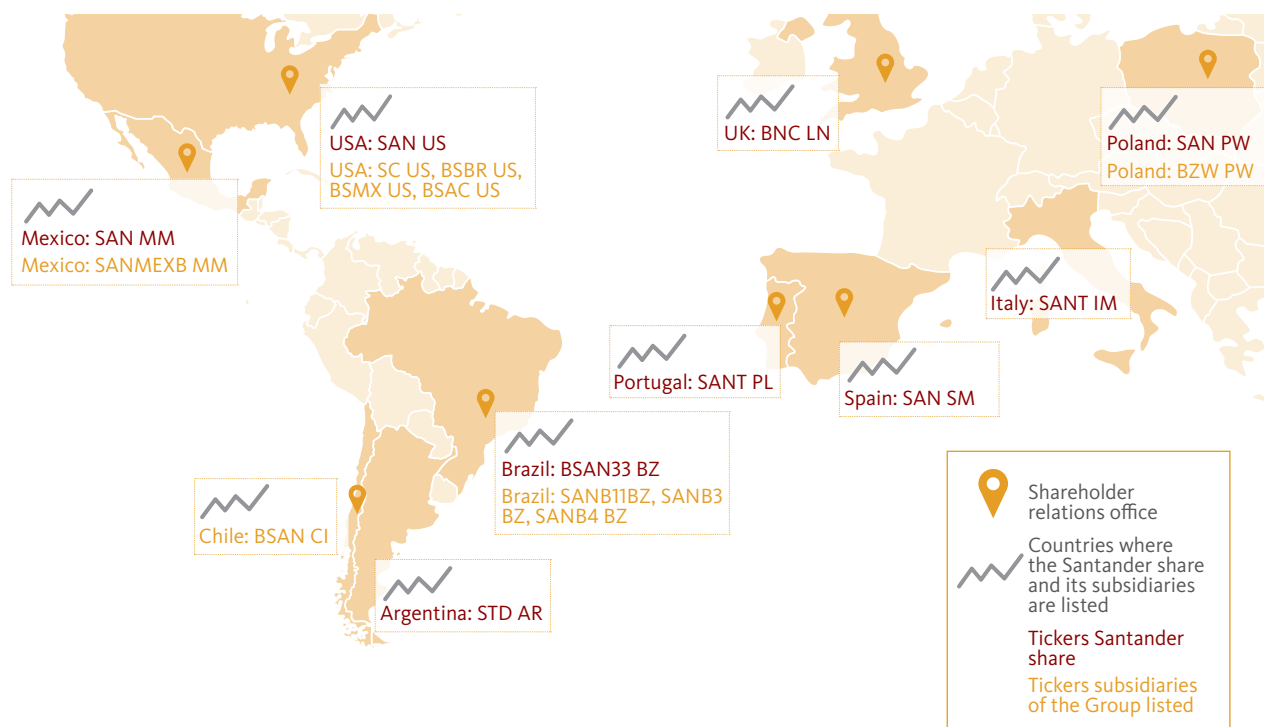 USA: SAN US
USA: SC US, BSBR US,
BSMX US, BSAC US
UK: BNC LN
Poland: SAN PW
Poland: BZW PW
Mexico: SAN MM
Mexico: SANMEXB MM
Italy: SANT IM
Portugal: SANT PL
Spain: SAN SM
Brazil: BSAN33 BZ
Brazil: SANB11BZ, SANB3
BZ, SANB4 BZ
Chile: BSAN CI
Argentina: STD AR
Shareholder
relations office
Countries where
the Santander share
and its subsidiaries
are listed
Tickers Santander
share
Tickers subsidiaries
of the Group listed